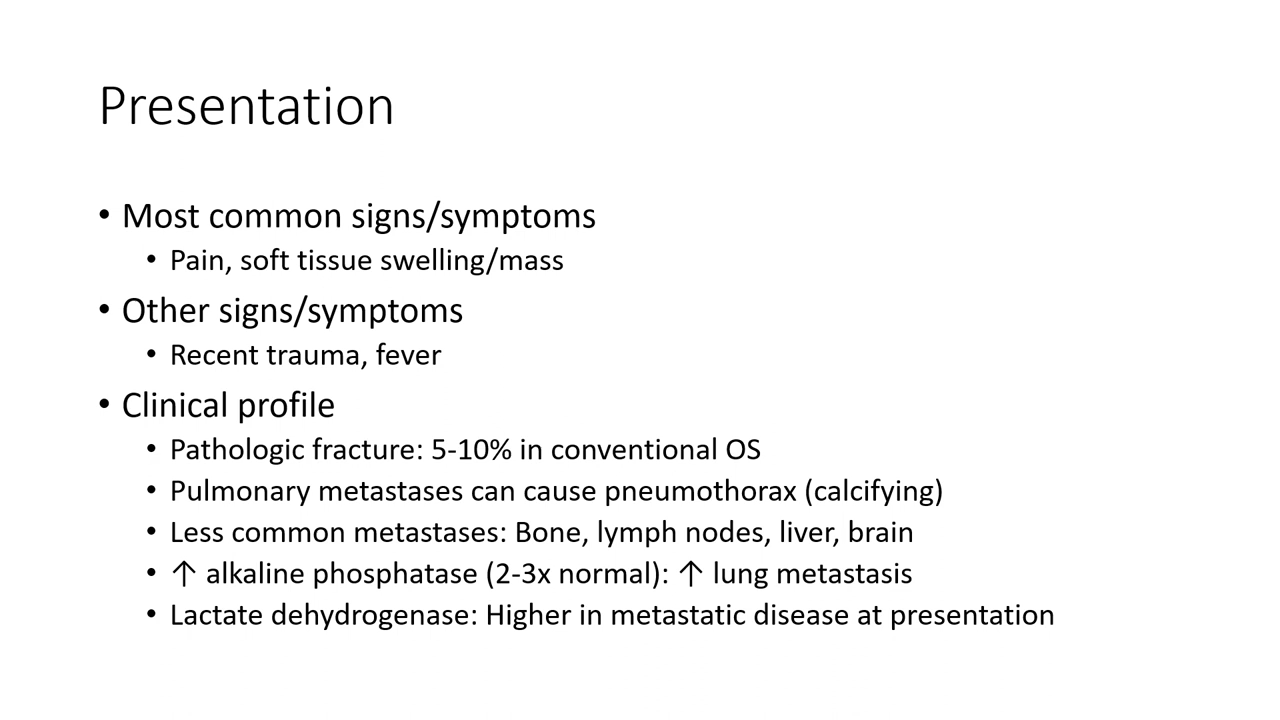 Presentation
• Most common signs/symptoms
• Pain, soft tissue swelling/mass
• Other signs/symptoms
• Recent trauma, fever
• Clinical profile
• Pathologic fracture: 5-10% in conventional OS
• Pulmonary metastases can cause pneumothorax (calcifying)
• Less common metastases: Bone, lymph nodes, liver, brain
• ↑ alkaline phosphatase (2-3x normal): ↑ lung metastasis
• Lactate dehydrogenase: Higher in metastatic disease at presentation